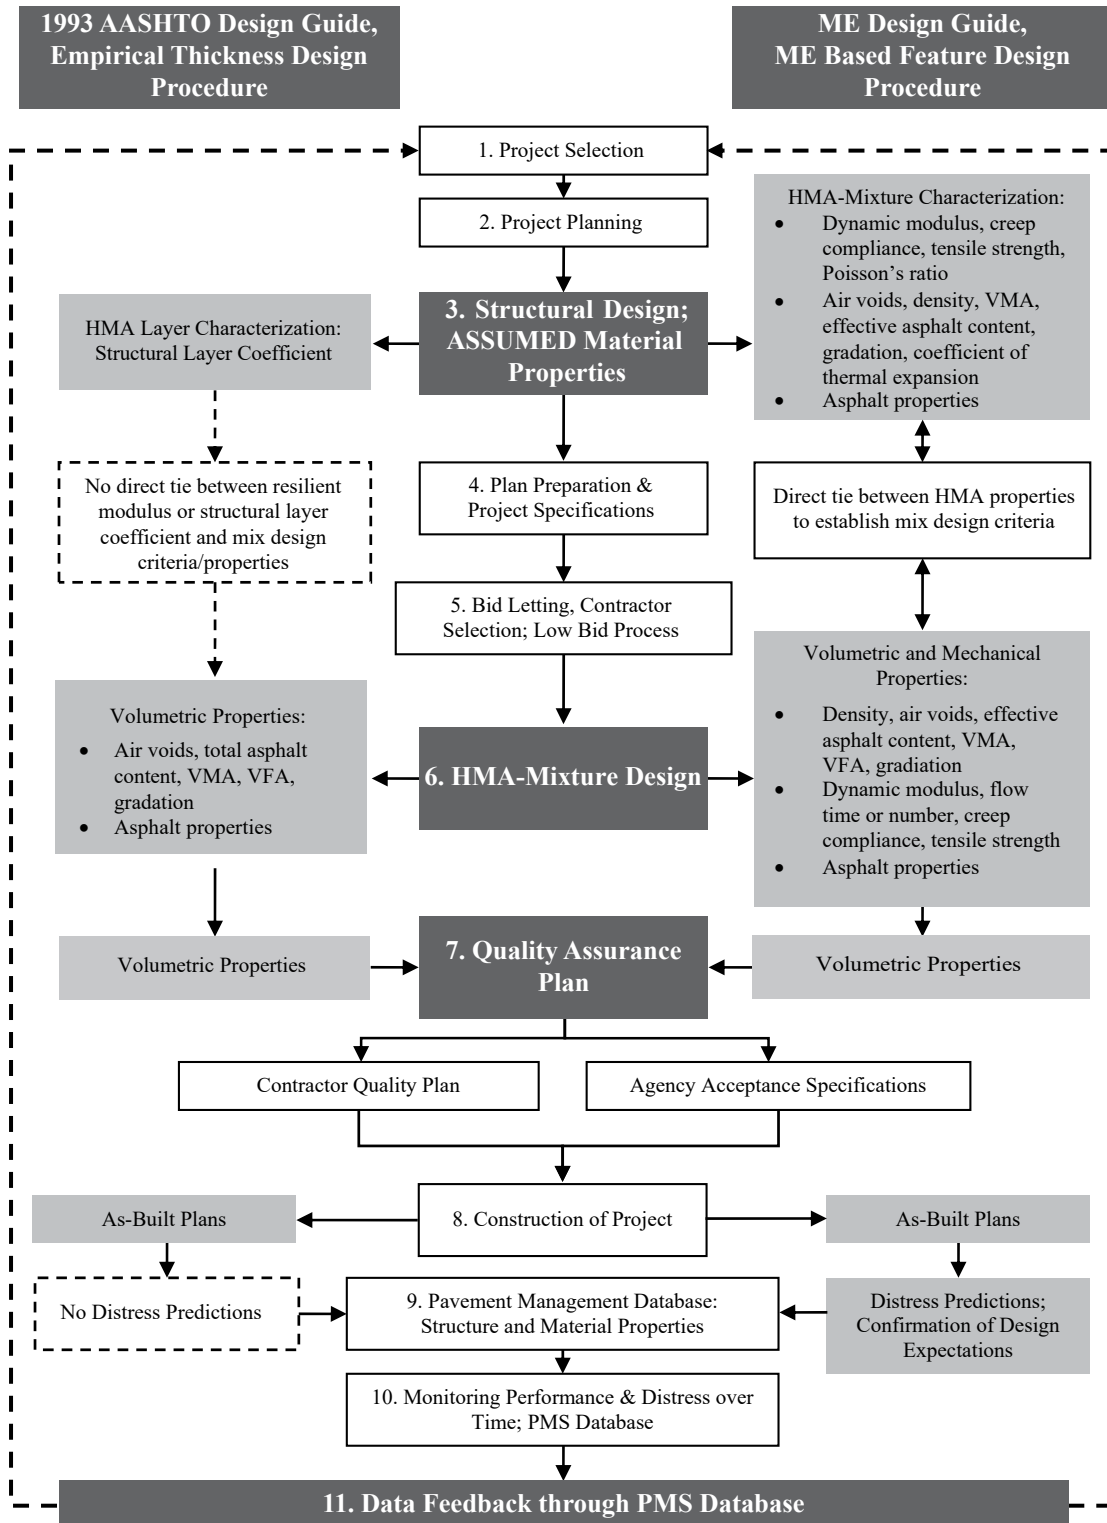 1993 AASHTO Design Guide,
Empirical Thickness Design
Procedure
ME Design Guide,
ME Based Feature Design
Procedure
1. Project Selection
2. Project Planning
3. Structural Design;
ASSUMED Material
Properties
HMA Layer Characterization:
Structural Layer Coefficient
HMA-Mixture Characterization:
• Dynamic modulus, creep
compliance, tensile strength,
Poisson’s ratio
• Air voids, density, VMA,
effective asphalt content,
gradation, coefficient of
thermal expansion
• Asphalt properties
No direct tie between resilient
modulus or structural layer
coefficient and mix design
criteria/properties
4. Plan Preparation &
Project Specifications
Direct tie between HMA properties
to establish mix design criteria
5. Bid Letting, Contractor
Selection; Low Bid Process
Volumetric Properties:
• Air voids, total asphalt
content, VMA, VFA,
gradation
• Asphalt properties
6. HMA-Mixture Design
Volumetric and Mechanical
Properties:
• Density, air voids, effective
asphalt content, VMA,
VFA, gradiation
• Dynamic modulus, flow
time or number, creep
compliance, tensile strength
• Asphalt properties
Volumetric Properties
7. Quality Assurance
Plan
Volumetric Properties
Contractor Quality Plan
Agency Acceptance Specifications
As-Built Plans
8. Construction of Project
As-Built Plans
No Distress Predictions
9. Pavement Management Database:
Structure and Material Properties
Distress Predictions;
Confirmation of Design
Expectations
10. Monitoring Performance & Distress over
Time; PMS Database
11. Data Feedback through PMS Database